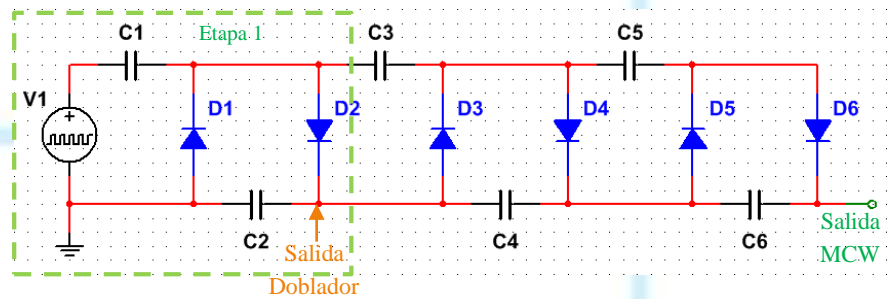 C1
Etapa 1
C3
C5
V1
D1
D2
D3
D4
D5
D6
C2
C4
C6
Salida
Doblador
Salida
MCW